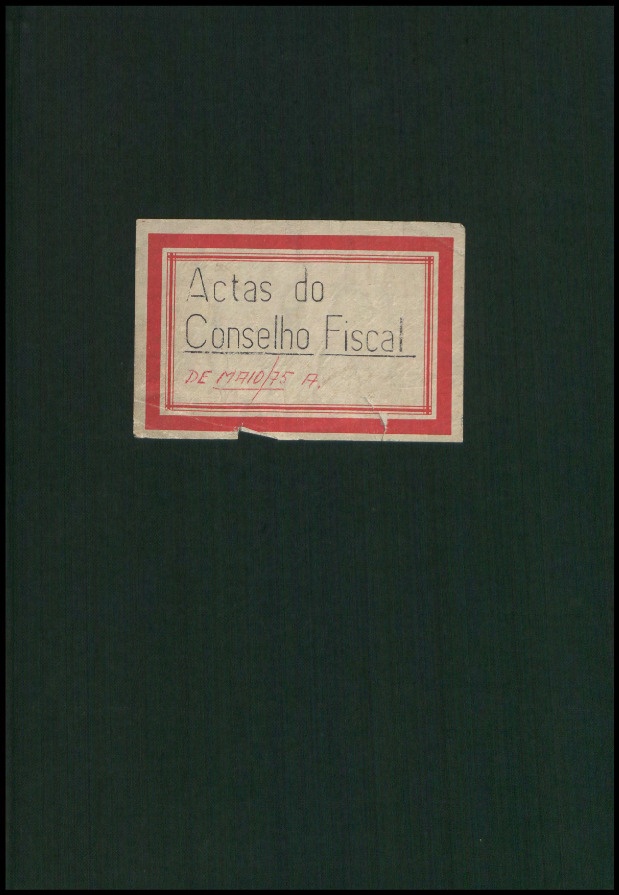 Actas do
Conselho Fiscal
DE MAIO/75 A.